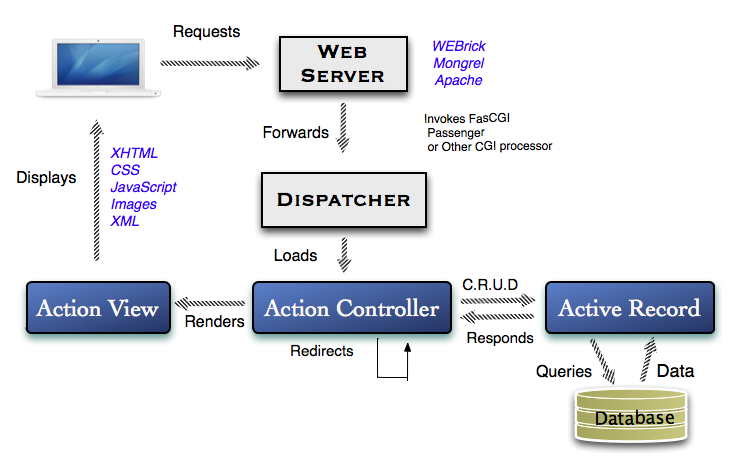 Requests
WEB
SERVER
WEBrick
Mongrel
Apache
Forwards
Invokes FasCGI
Passenger
or Other CGI processor
Displays
XHTML
CSS
JavaScript
Images
XML
DISPATCHER
Loads
Action View
Renders
Action Controller
C.R.U.D
Responds
Active Record
Redirects
Queries
Data
Database